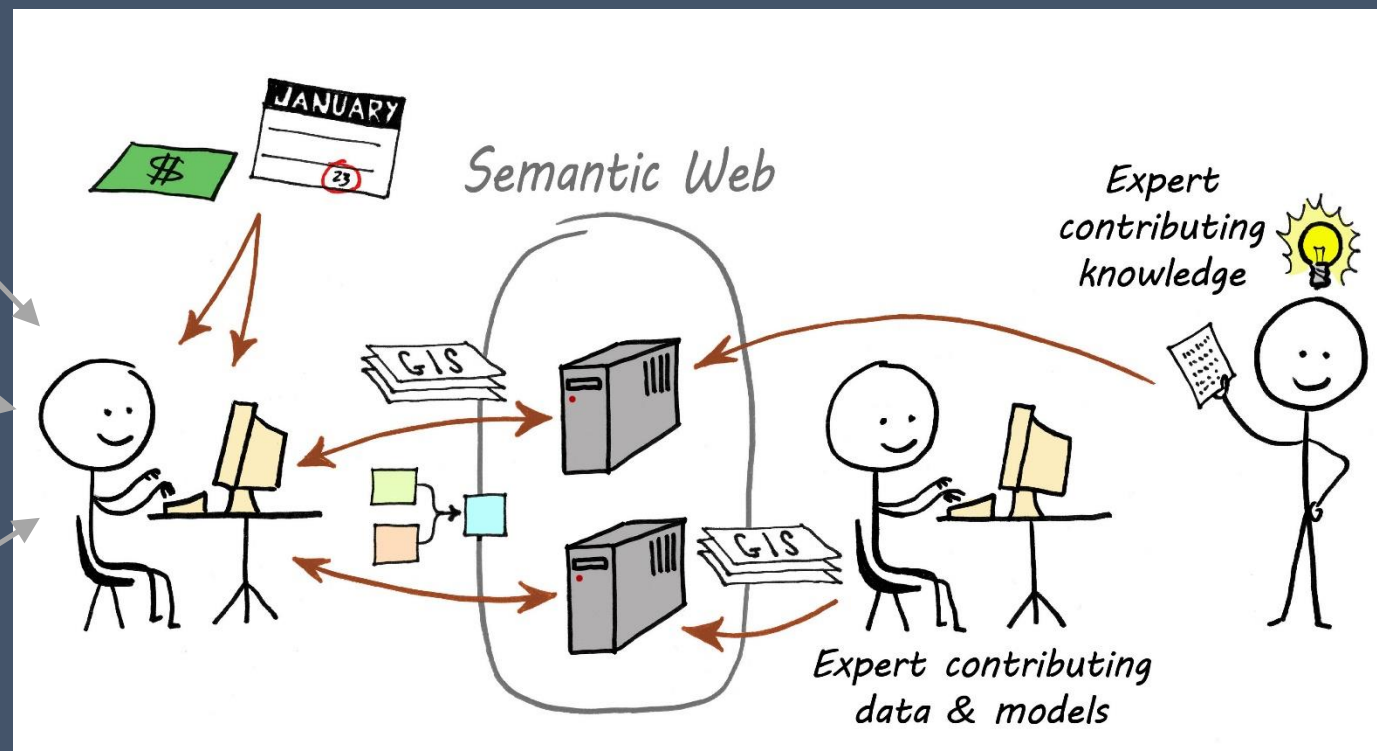 JANUARY
23
$
Semantic Web
Expert
contributing
knowledge
GIS
GIS
Expert contributing
data & models